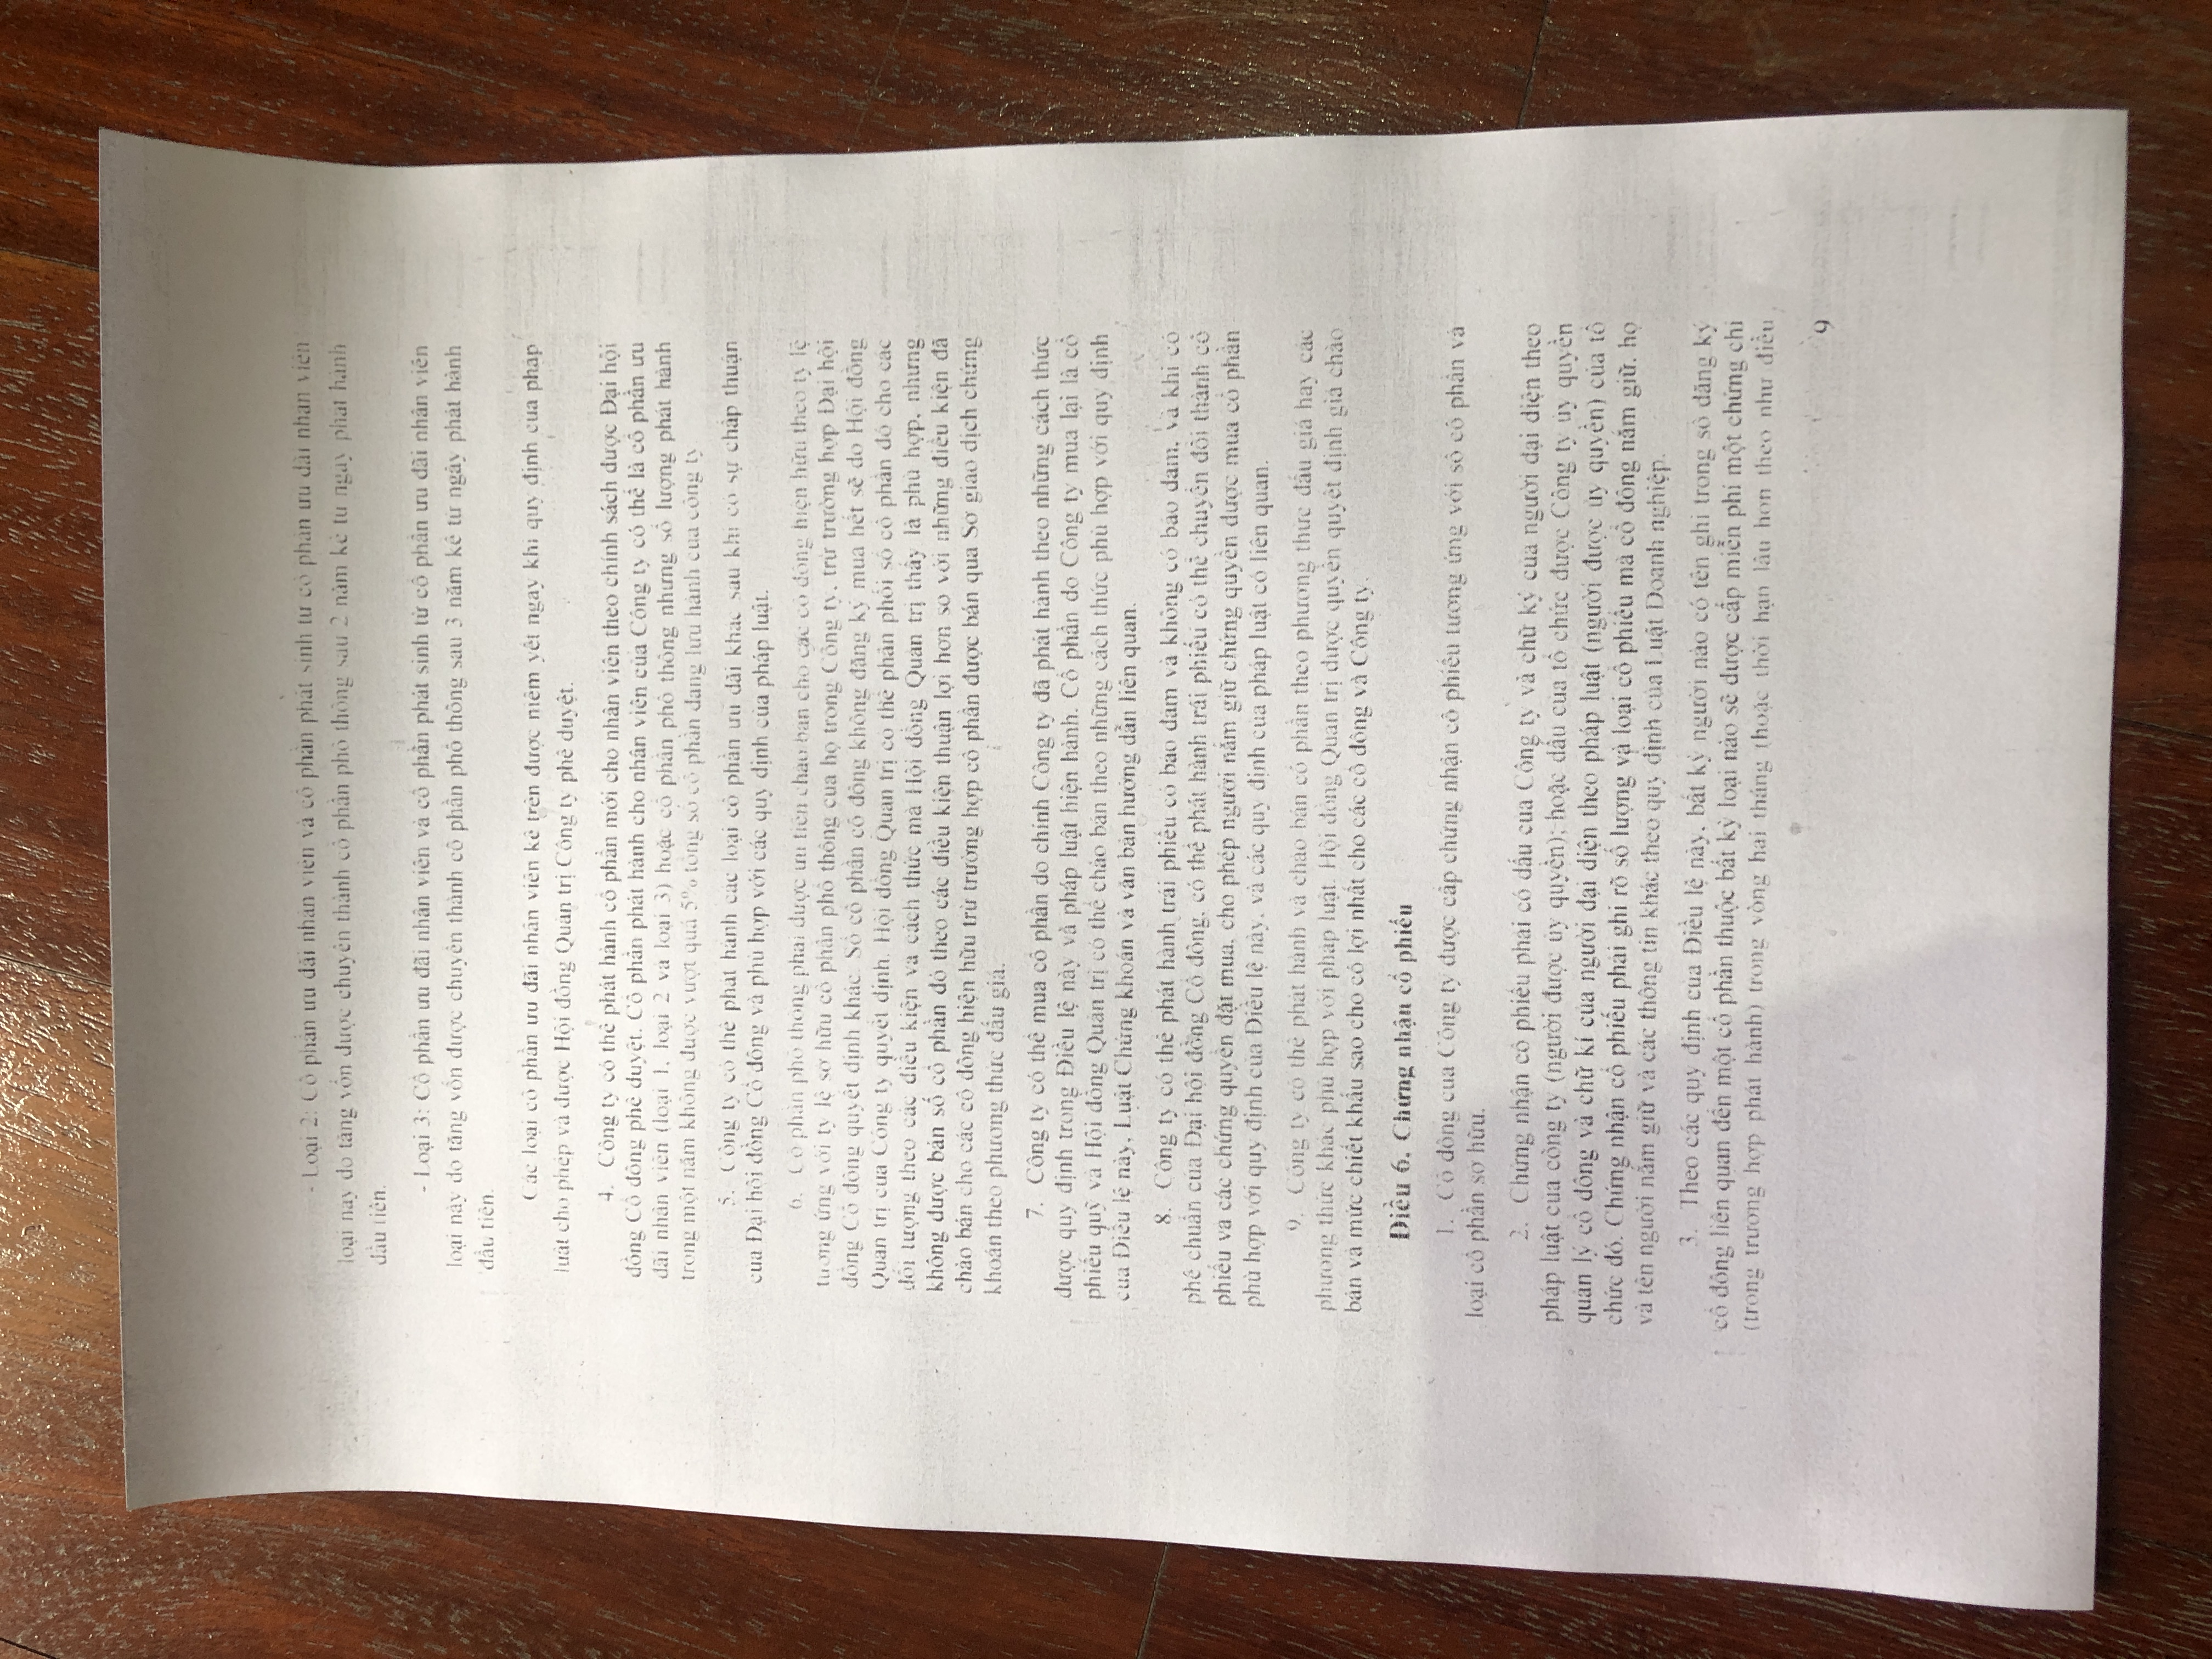 - Loại 2: Cổ phần ưu đãi nhân viên và cổ phần phát sinh từ cổ phần ưu đãi nhân viên
loại này do tăng vốn được chuyển thành cổ phần phổ thông sau 2 năm kể từ ngày phát hành
đầu tiên.
- Loại 3: Cổ phần ưu đãi nhân viên và cổ phần phát sinh từ cổ phần ưu đãi nhân viên
loại này do tăng vốn được chuyển thành cổ phần phổ thông sau 3 năm kể từ ngày phát hành
đầu tiên.
Các loại cổ phần ưu đãi nhân viên kể trên được niêm yết ngay khi quy định của pháp
luật cho phép và được Hội đồng Quản trị Công ty phê duyệt.
4. Công ty có thể phát hành cổ phần mới cho nhân viên theo chính sách được Đại hội
đồng Cổ đông phê duyệt. Cổ phần phát hành cho nhân viên của Công ty có thể là cổ phần ưu
đãi nhân viên (loại 1, loại 2 và loại 3) hoặc cổ phần phổ thông nhưng số lượng phát hành
trong một năm không được vượt quá 5% tổng số cổ phần đang lưu hành của công ty.
5. Công ty có thể phát hành các loại cổ phần ưu đãi khác sau khi có sự chấp thuận
của Đại hội đồng Cổ đông và phù hợp với các quy định của pháp luật.
6. Cổ phần phổ thông phải được ưu tiên chào bán cho các cổ đông hiện hữu theo tỷ lệ
tương ứng với tỷ lệ sở hữu cổ phần phổ thông của họ trong Công ty, trừ trường hợp Đại hội
đồng Cổ đông quyết định khác. Số cổ phần cổ đông không đăng ký mua hết sẽ do Hội đồng
Quản trị của Công ty quyết định. Hội đồng Quản trị có thể phân phối số cổ phần đó cho các
đối tượng theo các điều kiện và cách thức mà Hội đồng Quản trị thấy là phù hợp, nhưng
không được bán số cổ phần đó theo các điều kiện thuận lợi hơn so với những điều kiện đã
chào bán cho các cổ đông hiện hữu trừ trường hợp cổ phần được bán qua Sở giao dịch chứng
khoán theo phương thức đấu giá.
7. Công ty có thể mua cổ phần do chính Công ty đã phát hành theo những cách thức
được quy định trong Điều lệ này và pháp luật hiện hành. Cổ phần do Công ty mua lại là cổ
phiếu quỹ và Hội đồng Quản trị có thể chào bán theo những cách thức phù hợp với quy định
của Điều lệ này, Luật Chứng khoán và văn bản hướng dẫn liên quan.
8. Công ty có thể phát hành trái phiếu có bảo đảm và không có bảo đảm, và khi có
phê chuẩn của Đại hội đồng Cổ đông, có thể phát hành trái phiếu có thể chuyển đổi thành cổ
phiếu và các chứng quyền đặt mua, cho phép người nắm giữ chứng quyền được mua cổ phần
phù hợp với quy định của Điều lệ này, và các quy định của pháp luật có liên quan.
9. Công ty có thể phát hành và chào bán cổ phần theo phương thức đấu giá hay các
phương thức khác phù hợp với pháp luật. Hội đồng Quản trị được quyền quyết định giá chào
bán và mức chiết khấu sao cho có lợi nhất cho các cổ đông và Công ty.
Điều 6. Chứng nhận cổ phiếu
1. Cổ đông của Công ty được cấp chứng nhận cổ phiếu tương ứng với số cổ phần và
loại cổ phần sở hữu.
2. Chứng nhận cổ phiếu phải có dấu của Công ty và chữ ký của người đại diện theo
pháp luật của công ty (người được ủy quyền); hoặc dấu của tổ chức được Công ty ủy quyền
quản lý cổ đông và chữ kí của người đại diện theo pháp luật (người được ủy quyền) của tổ
chức đó. Chứng nhận cổ phiếu phải ghi rõ số lượng và loại cổ phiếu mà cổ đông nắm giữ, họ
và tên người nắm giữ và các thông tin khác theo quy định của Luật Doanh nghiệp.
3. Theo các quy định của Điều lệ này, bất kỳ người nào có tên ghi trong sổ đăng ký
cổ đông liên quan đến một cổ phần thuộc bất kỳ loại nào sẽ được cấp miễn phí một chứng chỉ
(trong trường hợp phát hành) trong vòng hai tháng (hoặc thời hạn lâu hơn theo như điều
9